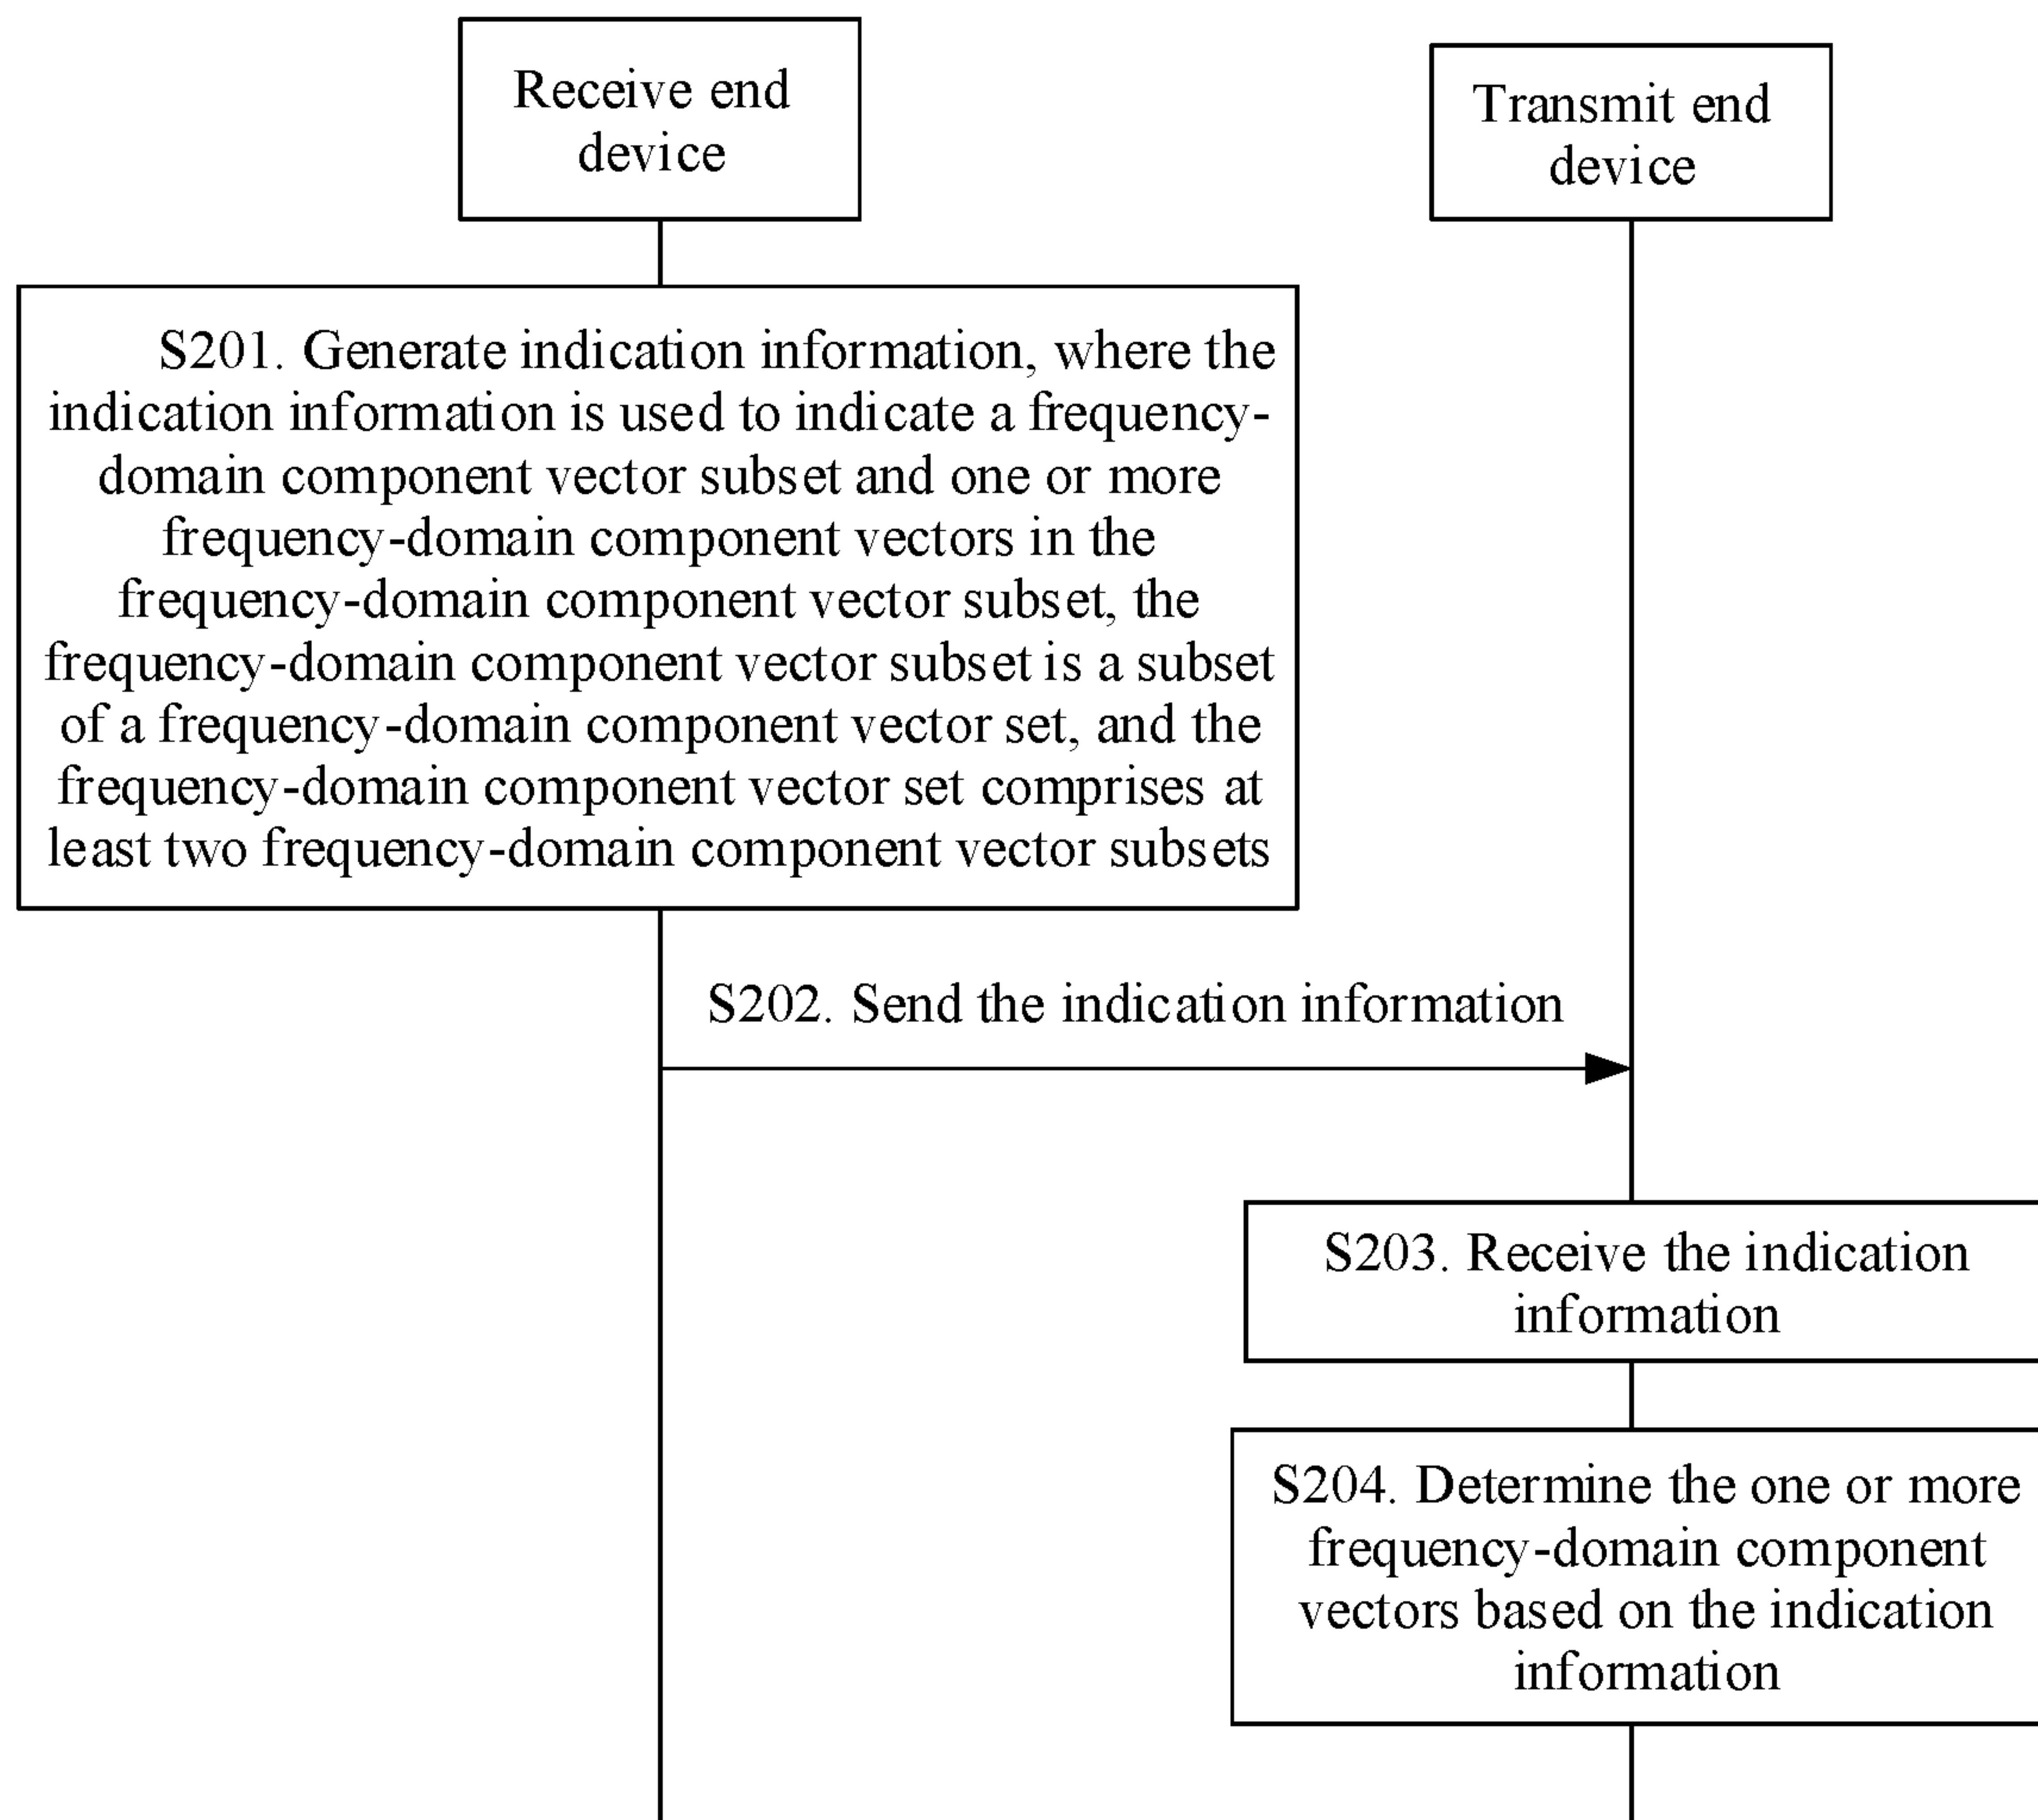 Receive end
device
Transmit end
device
S201. Generate indication information, where the
indication information is used to indicate a frequency-
domain component vector subset and one or more
frequency-domain component vectors in the
frequency-domain component vector subset, the
frequency-domain component vector subset is a subset
of a frequency-domain component vector set, and the
frequency-domain component vector set comprises at
least two frequency-domain component vector subsets
S202. Send the indication information
S203. Receive the indication
information
S204. Determine the one or more
frequency-domain component
vectors based on the indication
information